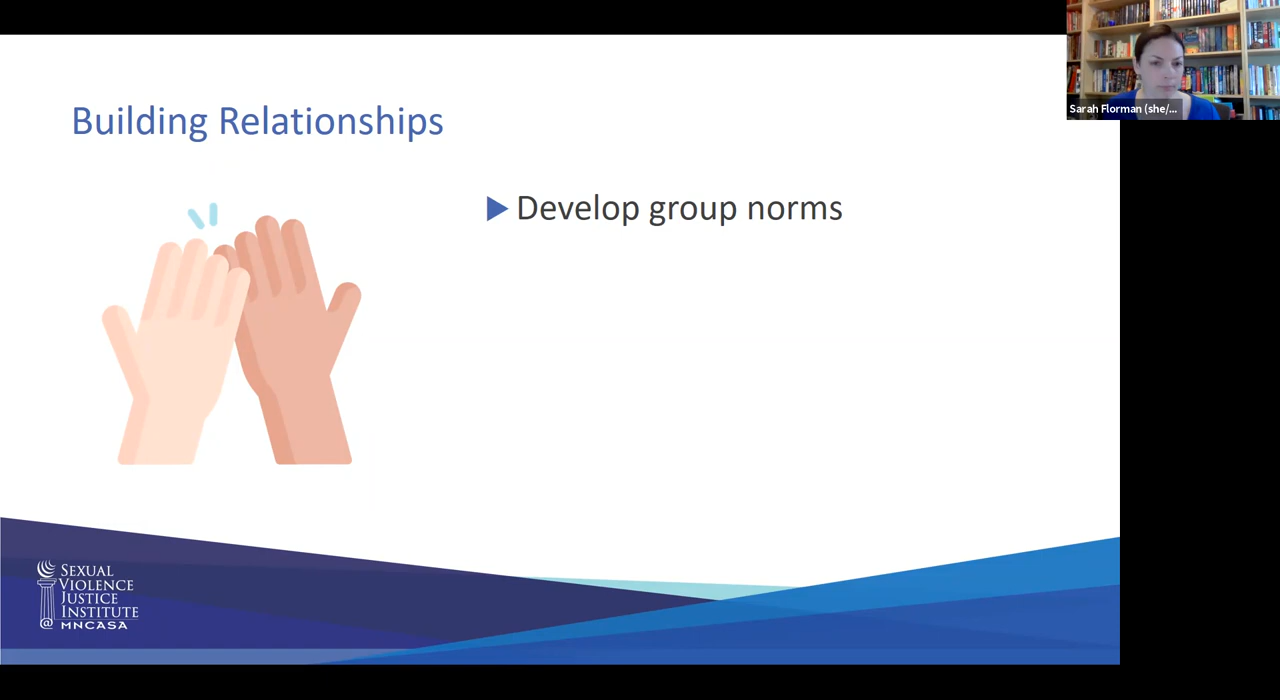 Sarah Florman (she/...
Building Relationships
Develop group norms
SEXUAL
VIOLENCE
JUSTICE
INSTITUTE
@ MNCASA